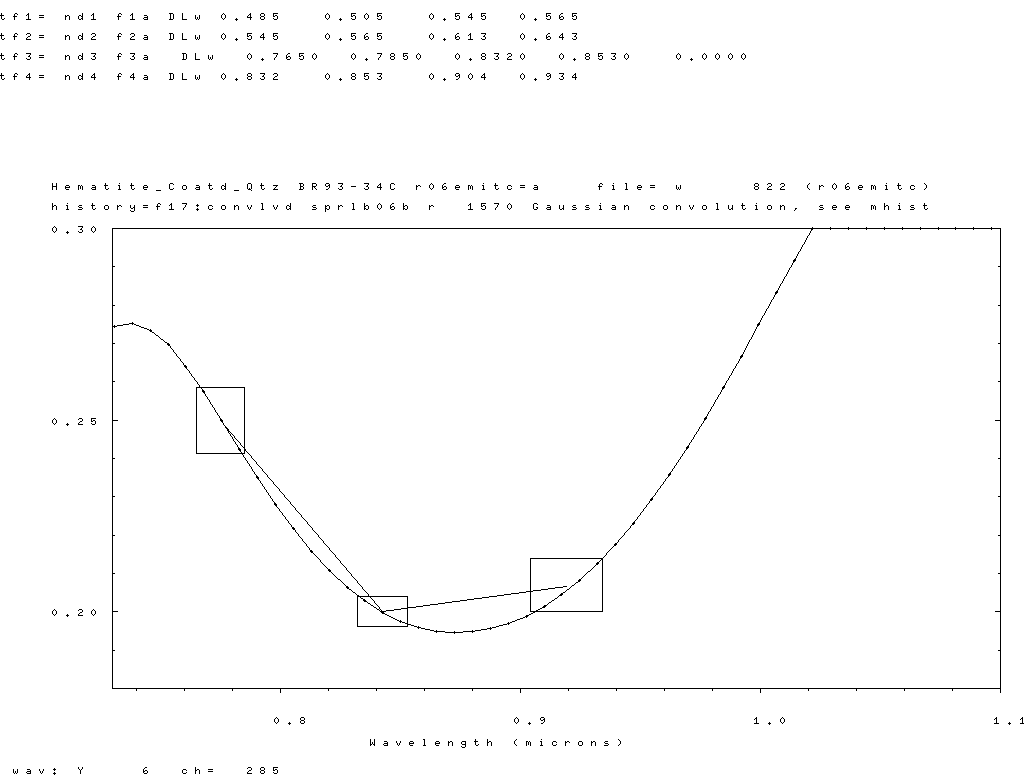 tf1= nd1 f1a DLw 0.485 0.505 0.545 0.565
tf2= nd2 f2a DLw 0.545 0.565 0.613 0.643
tf3= nd3 f3a DLw 0.7650 0.7850 0.8320 0.8530 0.0000
tf4= nd4 f4a DLw 0.832 0.853 0.904 0.934
Hematite_Coatd_Qtz BR93-34C r06emitc=a file= w 822 (r06emitc)
history=f17:convlvd sprlb06b r 1570 Gaussian convolution, see mhist
0.30
0.25
0.20
0.8 0.9 1.0 1.1
Wavelength (microns)
wav: Y 6 ch= 285